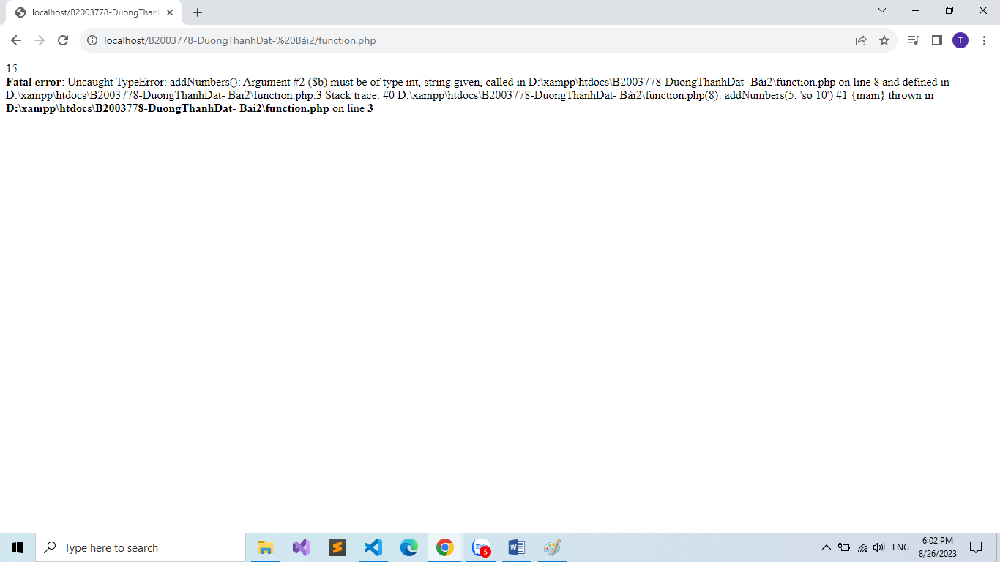 localhost/B2003778-DuongThanh
localhost/B2003778-DuongThanhDat-%20Bài2/function.php
T
15
Fatal error: Uncaught TypeError: addNumbers(): Argument #2 ($b) must be of type int, string given, called in D:\xampp\htdocs\B2003778-DuongThanhDat- Bài2\function.php on line 8 and defined in
D:\xampp\htdocs\B2003778-DuongThanhDat- Bài2\function.php:3 Stack trace: #0 D:\xampp\htdocs\B2003778-DuongThanhDat- Bài2\function.php(8): addNumbers(5, 'so 10') #1 {main} thrown in
D:\xampp\htdocs\B2003778-DuongThanhDat- Bài2\function.php on line 3
Type here to search
5
ENG
6:02 PM
8/26/2023